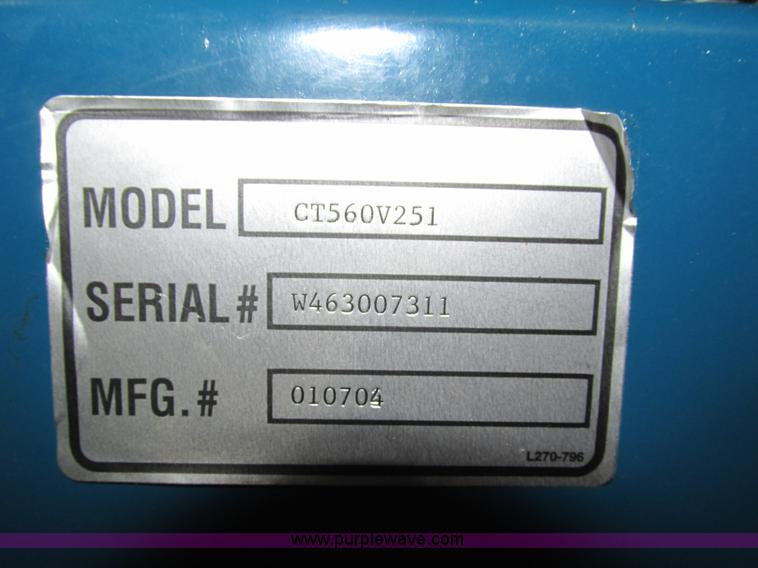 MODEL CT560V251
SERIAL# W463007311
MFG.# 010704
L270-796
www.purplewave.com